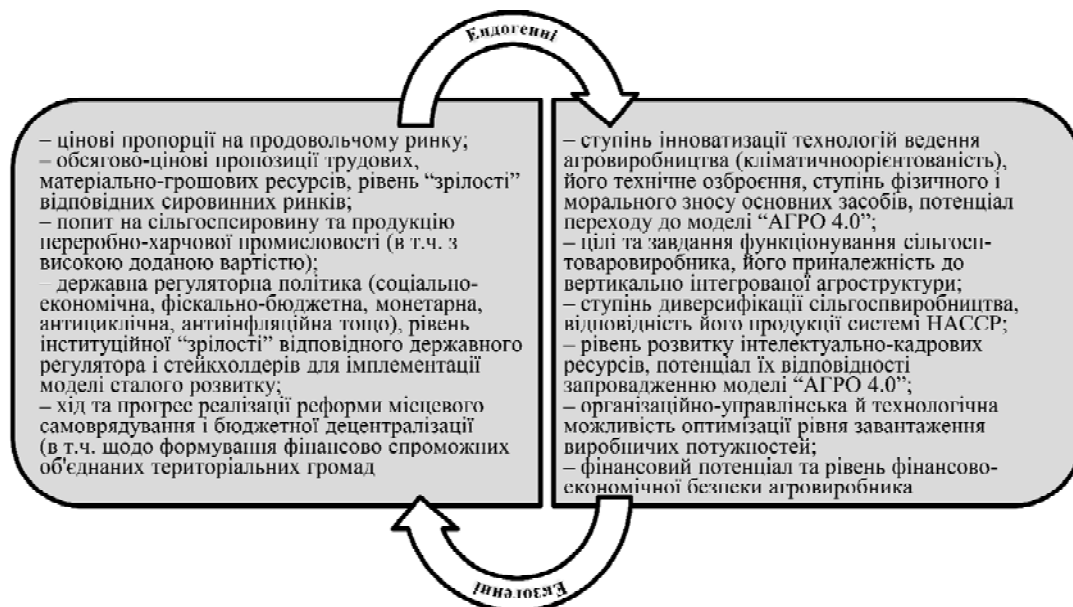 Ендогенні
– цінові пропорції на продовольчому ринку;
– обсягово-цінові пропозиції трудових,
матеріально-грошових ресурсів, рівень “зрілості”
відповідних сировинних ринків;
– попит на сільгоспсировину та продукцію
переробно-харчової промисловості (в т.ч. з
високою доданою вартістю);
– державна регуляторна політика (соціально-
економічна, фіскально-бюджетна, монетарна,
антициклічна, антиінфляційна тощо), рівень
інституційної “зрілості” відповідного державного
регулятора і стейкхолдерів для імплементації
моделі сталого розвитку;
– хід та прогрес реалізації реформи місцевого
самоврядування і бюджетної децентралізації
(в т.ч. щодо формування фінансово спроможних
об'єднаних територіальних громад
– ступінь інноватизації технологій ведення
агровиробництва (кліматичноорієнтованість),
його технічне озброєння, ступінь фізичного і
морального зносу основних засобів, потенціал
переходу до моделі “АГРО 4.0”;
– цілі та завдання функціонування сільгосп-
товаровиробника, його приналежність до
вертикально інтегрованої агроструктури;
– ступінь диверсифікації сільгоспвиробництва,
відповідність його продукції системі НАССР;
– рівень розвитку інтелектуально-кадрових
ресурсів, потенціал їх відповідності
запровадженню моделі “АГРО 4.0”;
– організаційно-управлінська й технологічна
можливість оптимізації рівня завантаження
виробничих потужностей;
– фінансовий потенціал та рівень фінансово-
економічної безпеки агровиробника
Екзогенні